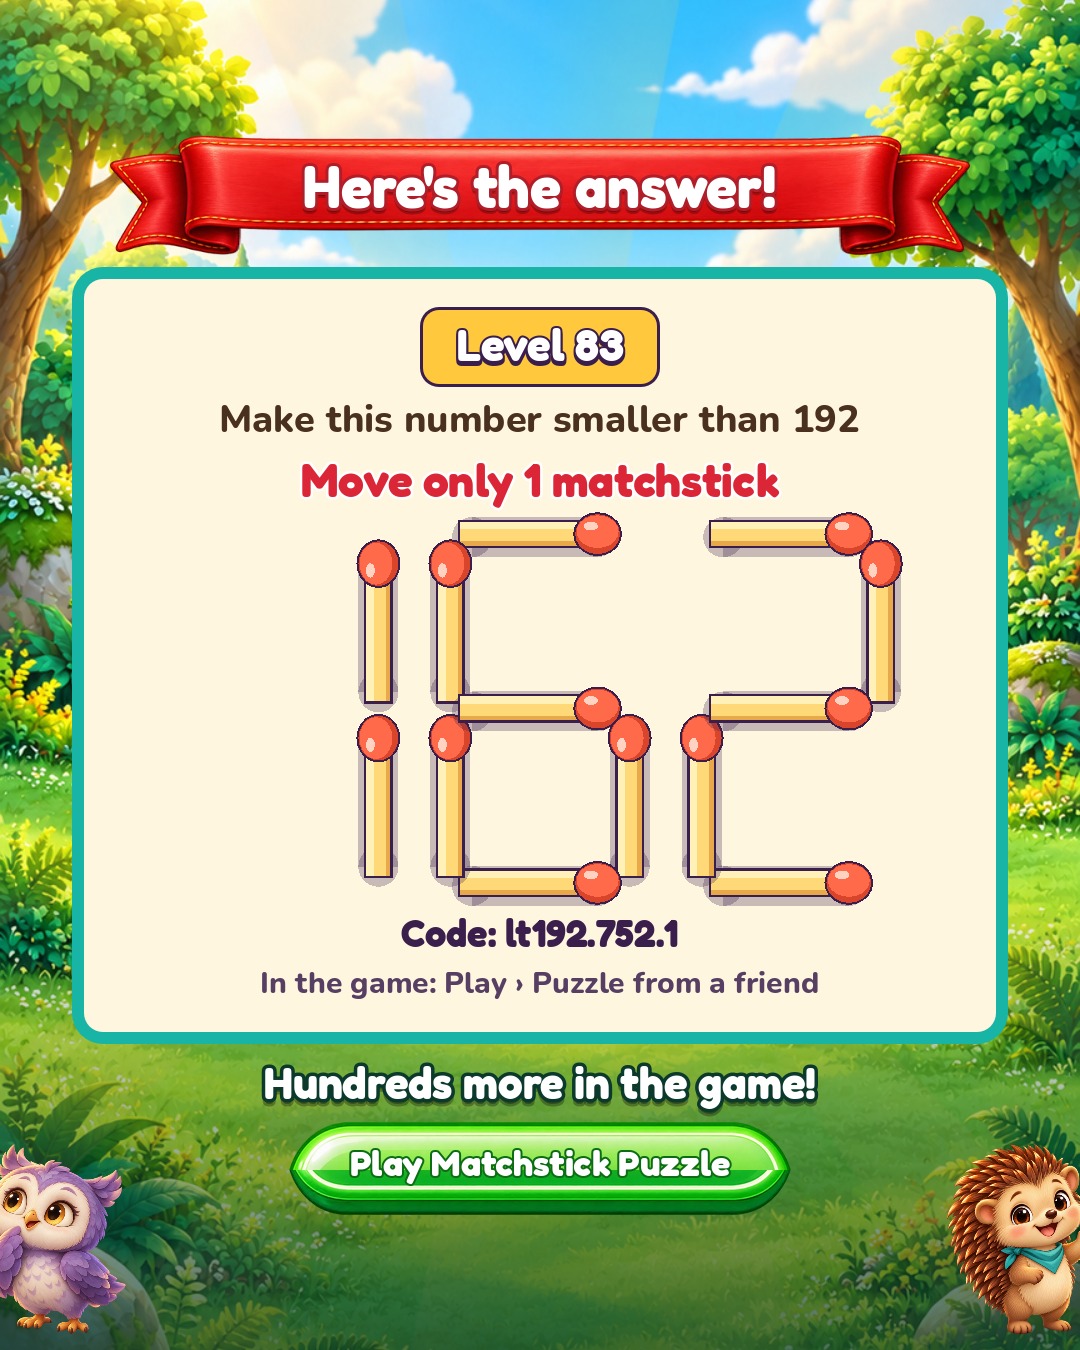 Here's the answer!
Level 83
Make this number smaller than 192
Move only 1 matchstick
162
Code: lt192.752.1
In the game: Play › Puzzle from a friend
Hundreds more in the game!
Play Matchstick Puzzle